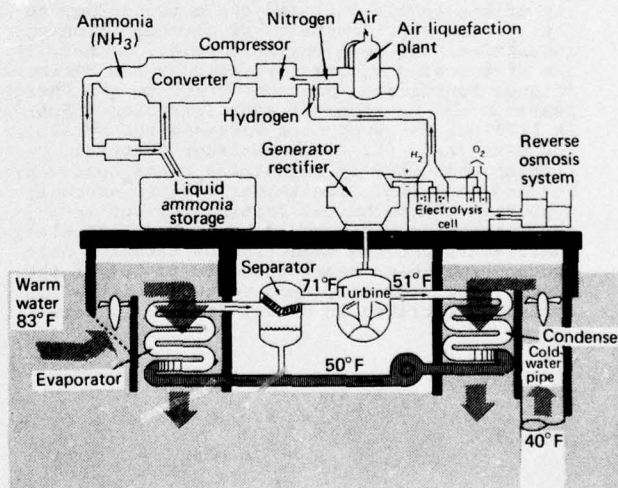 Ammonia
(NH3)
Nitrogen
Air
Air liquefaction
plant
Compressor
Converter
Hydrogen
Generator
rectifier
H2
O2
Reverse
osmosis
system
Liquid
ammonia
storage
+
-
Electrolysis
cell
Separator
Warm
water
83°F
71°F
Turbine
51°F
Condense
Evaporator
50°F
Cold-
water
pipe
40°F